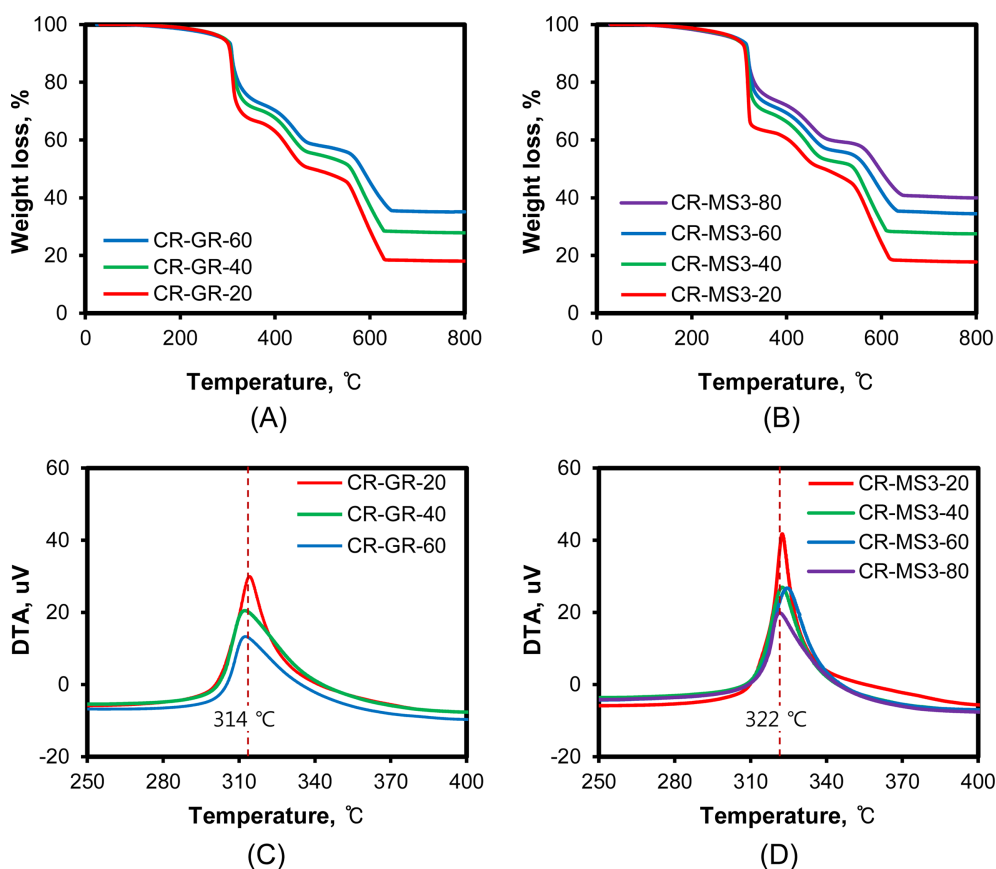 100
80
60
40
20
0
Weight loss, %
CR-GR-60
CR-GR-40
CR-GR-20
0 200 400 600 800
Temperature, ℃
(A)
100
80
60
40
20
0
Weight loss, %
CR-MS3-80
CR-MS3-60
CR-MS3-40
CR-MS3-20
0 200 400 600 800
Temperature, ℃
(B)
60
40
20
0
-20
DTA, uV
CR-GR-20
CR-GR-40
CR-GR-60
314 ℃
250 280 310 340 370 400
Temperature, ℃
(C)
60
40
20
0
-20
DTA, uV
CR-MS3-20
CR-MS3-40
CR-MS3-60
CR-MS3-80
322 ℃
250 280 310 340 370 400
Temperature, ℃
(D)